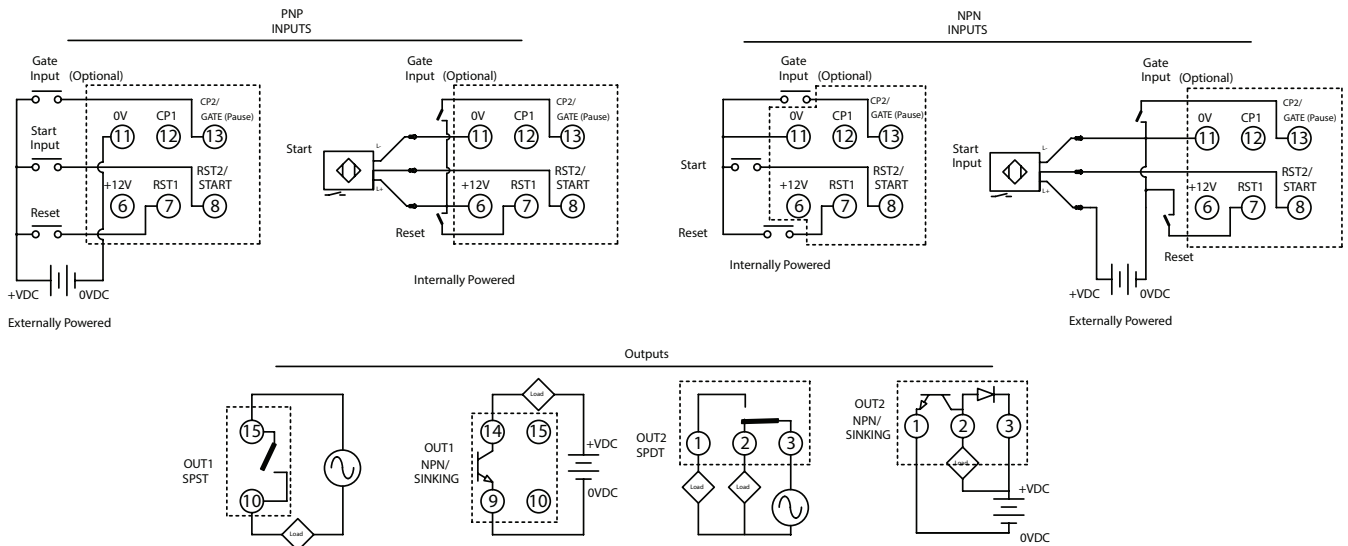 PNP
INPUTS
NPN
INPUTS
Gate
Input (Optional)
0V CP1 CP2/
GATE (Pause)
11 12 13
Start
Input
+12V RST1 RST2/
START
6 7 8
Reset
+VDC 0VDC
Externally Powered
Gate
Input (Optional)
0V CP1 CP2/
GATE (Pause)
11 12 13
Start
L-
L+
+12V RST1 RST2/
START
6 7 8
Reset
Internally Powered
Gate
Input (Optional)
0V CP1 CP2/
GATE (Pause)
11 12 13
Start
+12V RST1 RST2/
START
6 7 8
Reset
Internally Powered
Gate
Input (Optional)
0V CP1 CP2/
GATE (Pause)
11 12 13
Start
Input
L-
L+
+12V RST1 RST2/
START
6 7 8
Reset
+VDC 0VDC
Externally Powered
Outputs
OUT1
SPST
15
10
Load
OUT1
NPN/
SINKING
Load
14 15
9 10
+VDC
0VDC
OUT2
SPDT
1 2 3
Load Load
OUT2
NPN/
SINKING
1 2 3
Load
+VDC
0VDC